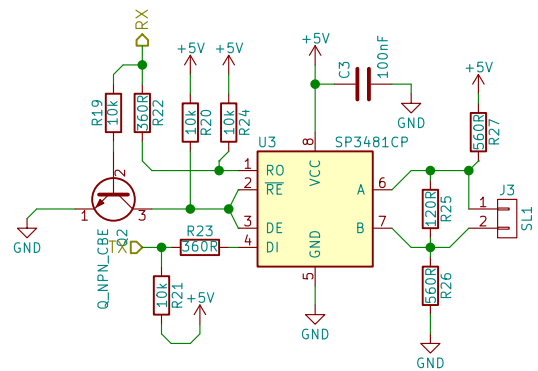 RX
+5V
+5V
+5V
C3
100nF
+5V
GND
R19
10k
360R
R22
10k
R20
10k
R24
560R
R27
U3
SP3481CP
8
VCC
1
RO
2
RE
3
DE
4
DI
A
6
B
7
GND
5
120R
R25
J3
1
2
SL1
2
1
3
GND
Q_NPN_CBE
Q2
TX
R23
360R
10k
R21
+5V
GND
560R
R26
GND